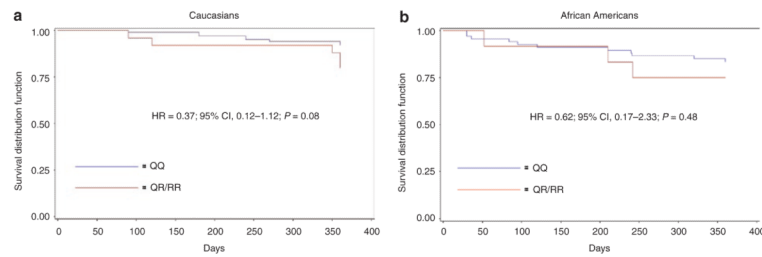 a
Caucasians
1.00
0.75
0.50
0.25
0.00
Survival distribution function
HR = 0.37; 95% CI, 0.12–1.12; P = 0.08
= QQ
= QR/RR
0 50 100 150 200 250 300 350 400
Days
b
African Americans
1.00
0.75
0.50
0.25
0.00
Survival distribution function
HR = 0.62; 95% CI, 0.17–2.33; P = 0.48
= QQ
= QR/RR
0 50 100 150 200 250 300 350 400
Days